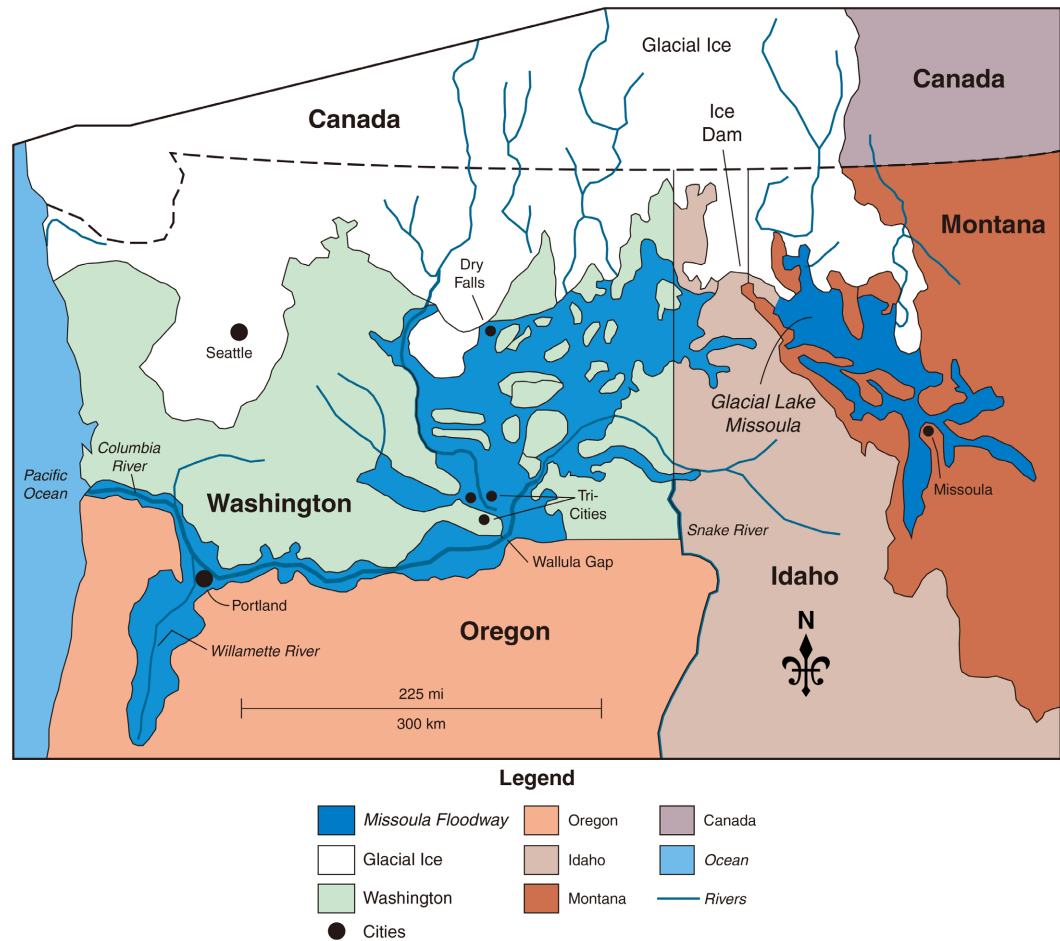 Glacial Ice
Canada
Canada
Ice
Dam
Montana
Dry
Falls
Seattle
Glacial Lake
Missoula
Columbia
River
Pacific
Ocean
Washington
Tri-
Cities
Missoula
Snake River
Wallula Gap
Idaho
Portland
N
Oregon
Willamette River
225 mi
300 km
Legend
Missoula Floodway
Oregon
Canada
Glacial Ice
Idaho
Ocean
Washington
Montana
Rivers
Cities